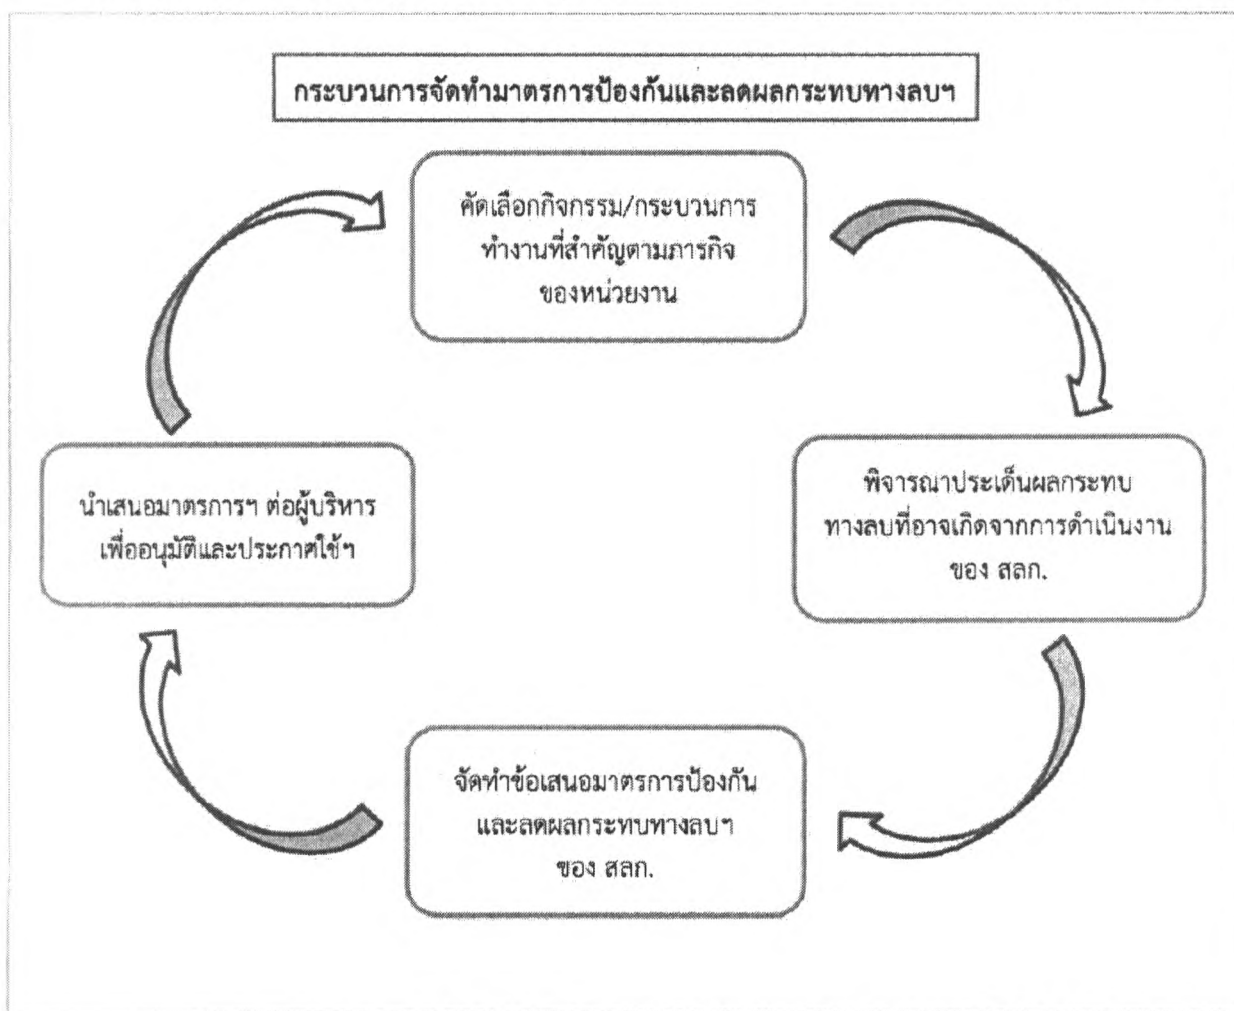 กระบวนการจัดทำมาตรการป้องกันและลดผลกระทบทางลบฯ
คัดเลือกกิจกรรม/กระบวนการ
ทำงานที่สำคัญตามภารกิจ
ของหน่วยงาน
พิจารณาประเด็นผลกระทบ
ทางลบที่อาจเกิดจากการดำเนินงาน
ของ สลก.
จัดทำข้อเสนอมาตรการป้องกัน
และลดผลกระทบทางลบฯ
ของ สลก.
นำเสนอมาตรการฯ ต่อผู้บริหาร
เพื่ออนุมัติและประกาศใช้ฯ